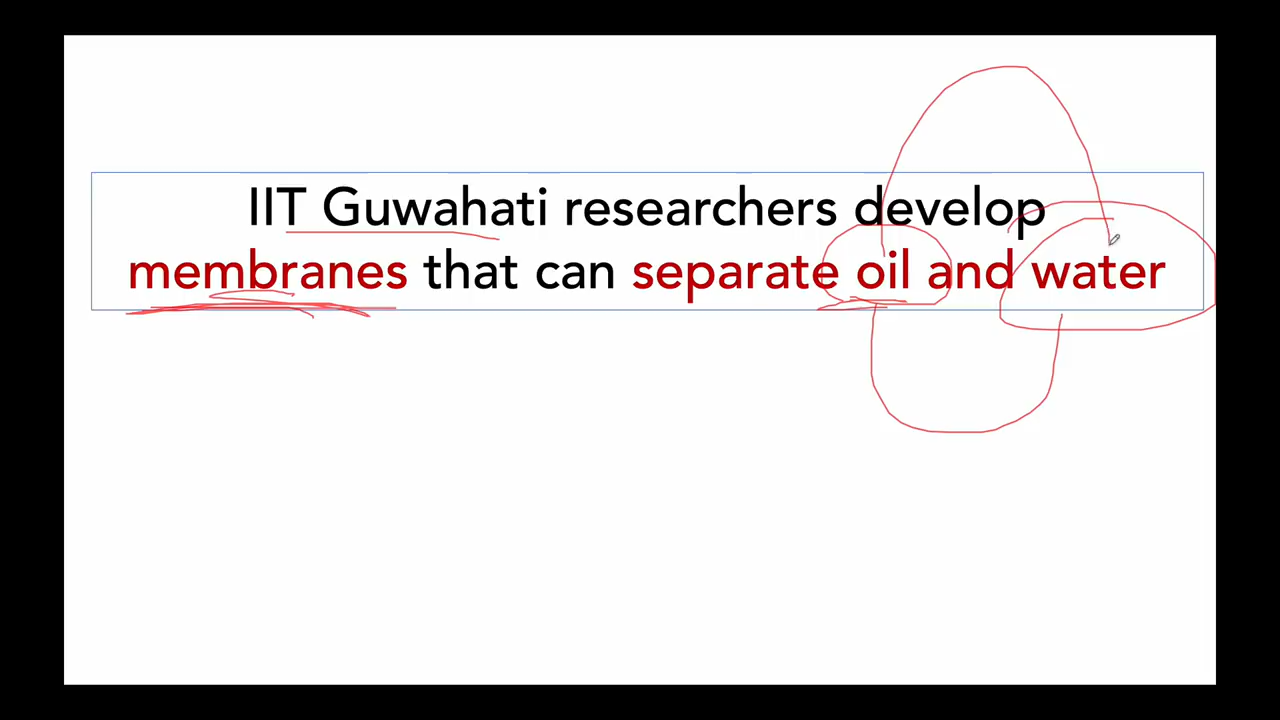 IIT Guwahati researchers develop
membranes that can separate oil and water